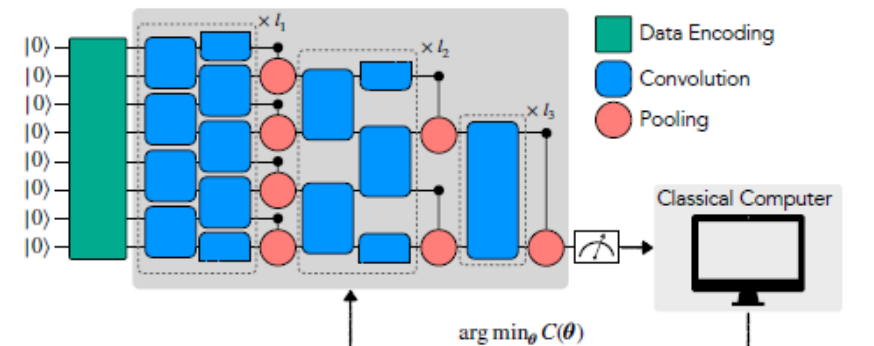 × l₁
× l₂
× l₃
|0⟩
|0⟩
|0⟩
|0⟩
|0⟩
|0⟩
|0⟩
|0⟩
Data Encoding
Convolution
Pooling
Classical Computer
arg min_θ C(θ)